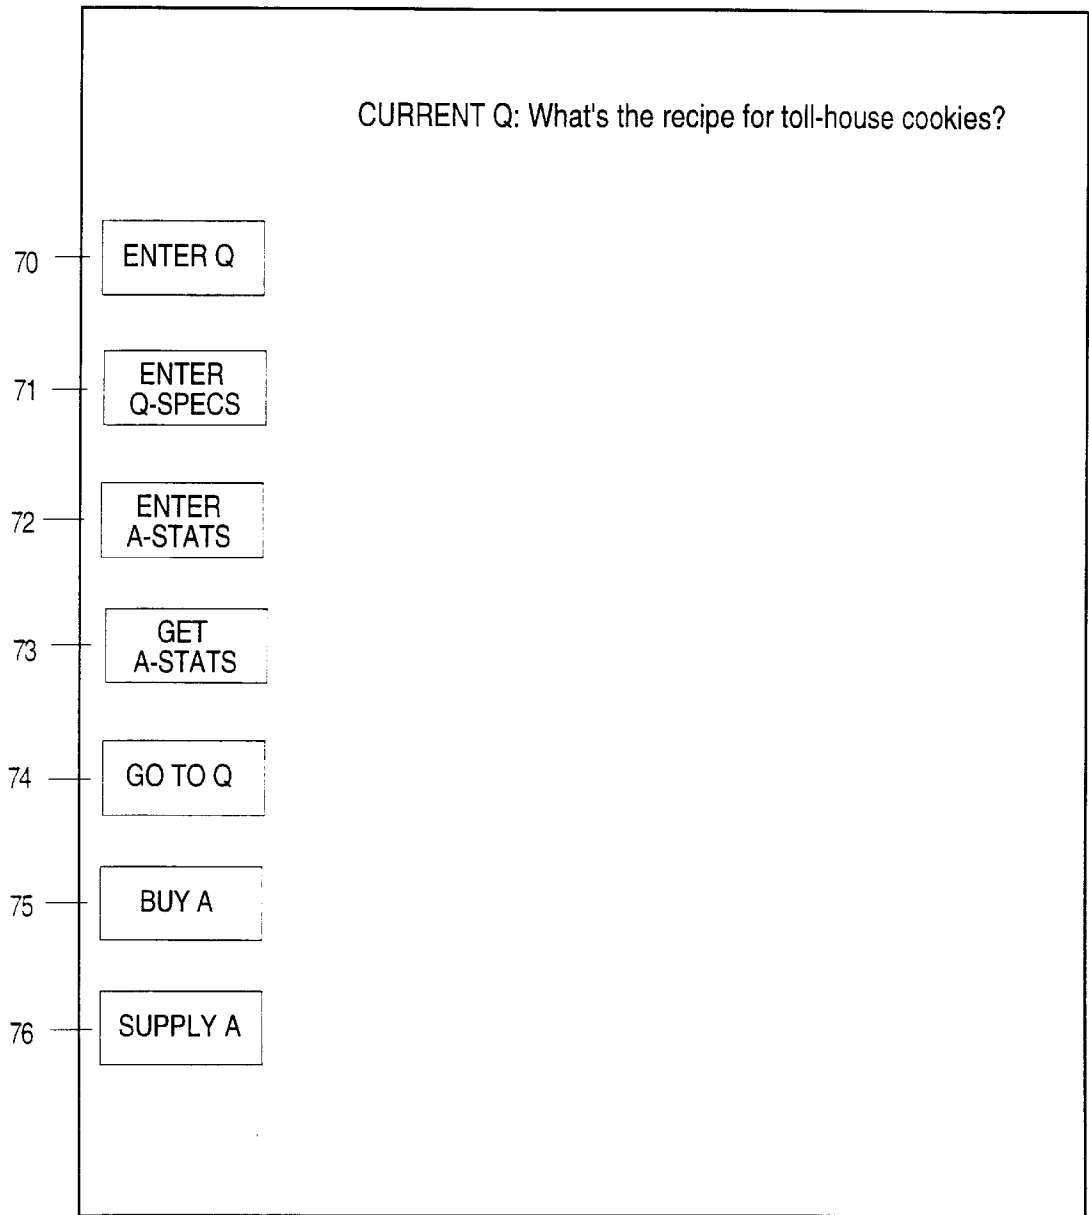 CURRENT Q: What's the recipe for toll-house cookies?
70
ENTER Q
71
ENTER
Q-SPECS
72
ENTER
A-STATS
73
GET
A-STATS
74
GO TO Q
75
BUY A
76
SUPPLY A